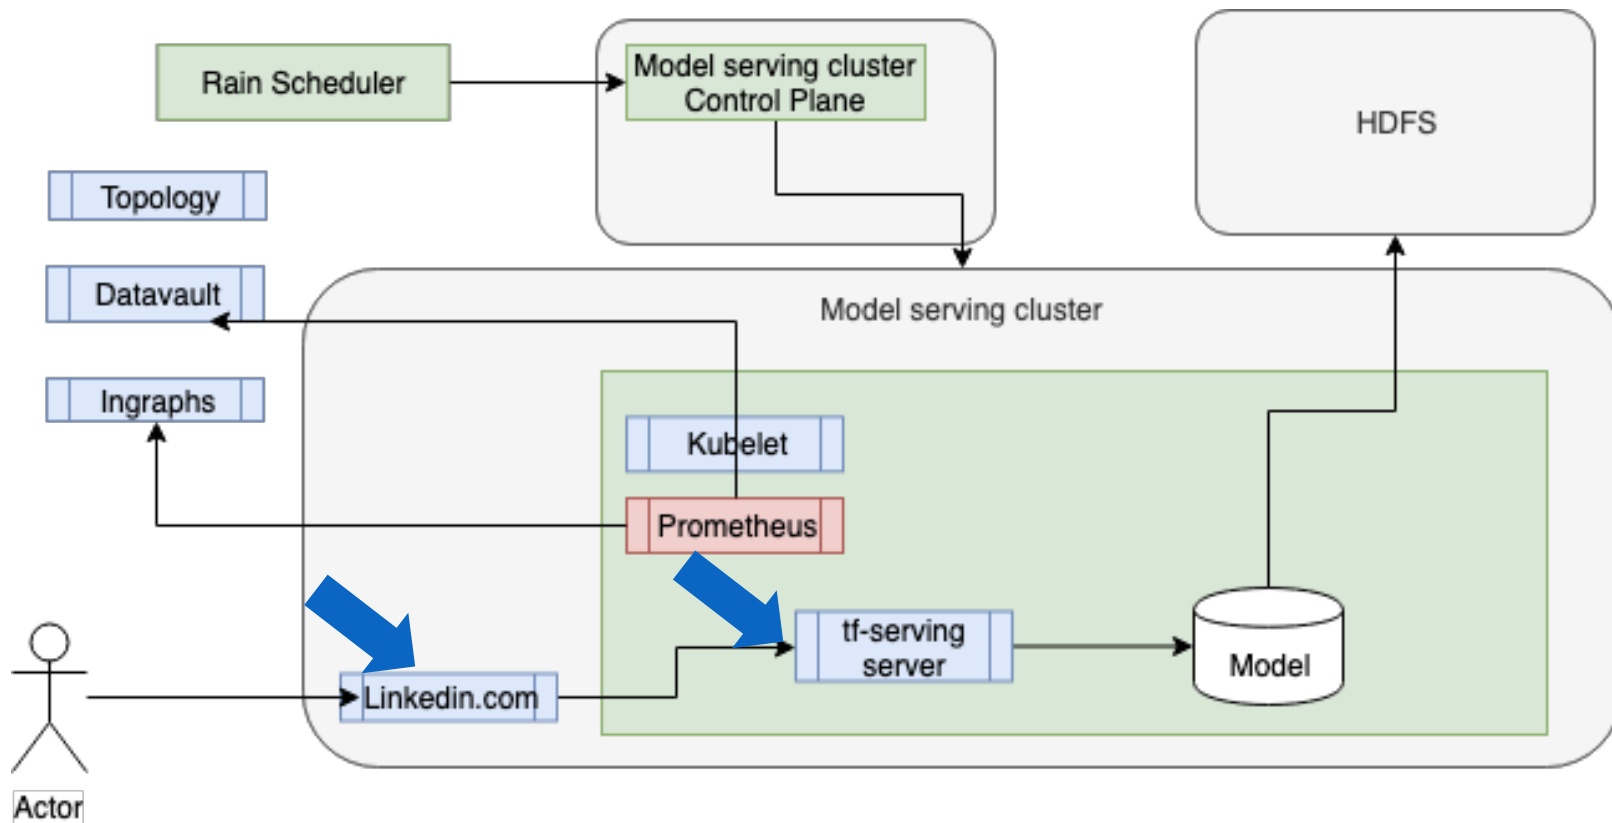 Rain Scheduler
Model serving cluster
Control Plane
HDFS
Topology
Datavault
Ingraphs
Model serving cluster
Kubelet
Prometheus
tf-serving
server
Model
Linkedin.com
Actor